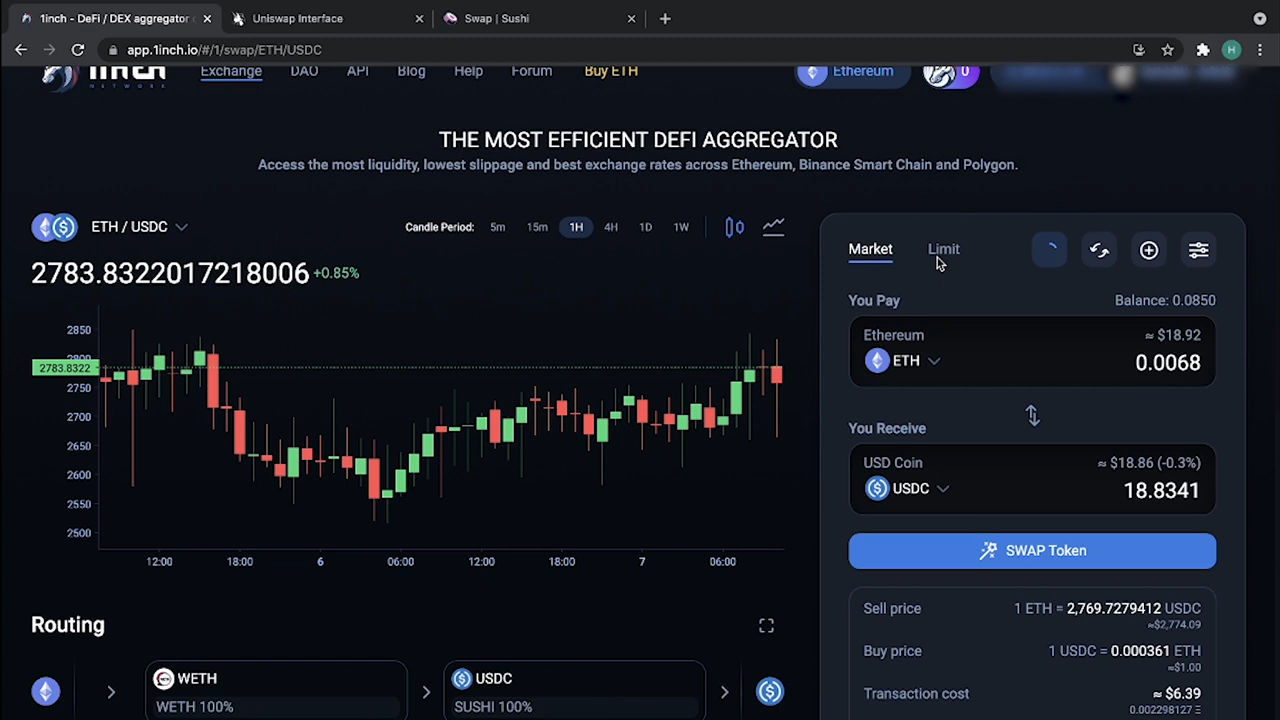 1inch - DeFi / DEX aggregator
Uniswap Interface
Swap | Sushi
app.1inch.io/#/1/swap/ETH/USDC
H
1inch
NETWORK
Exchange
DAO
API
Blog
Help
Forum
Buy ETH
Ethereum
0
THE MOST EFFICIENT DEFI AGGREGATOR
Access the most liquidity, lowest slippage and best exchange rates across Ethereum, Binance Smart Chain and Polygon.
ETH / USDC
Candle Period:
5m
15m
1H
4H
1D
1W
2783.8322017218006 +0.85%
2850
2800
2783.8322
2750
2700
2650
2600
2550
2500
12:00
18:00
6
06:00
12:00
18:00
7
06:00
Market
Limit
You Pay
Balance: 0.0850
Ethereum
≈ $18.92
ETH
0.0068
You Receive
USD Coin
≈ $18.86 (-0.3%)
USDC
18.8341
SWAP Token
Sell price
1 ETH = 2,769.7279412 USDC
≈$2,774.09
Buy price
1 USDC = 0.000361 ETH
≈$1.00
Transaction cost
≈ $6.39
0.002298127 Ξ
Routing
WETH
WETH 100%
USDC
SUSHI 100%